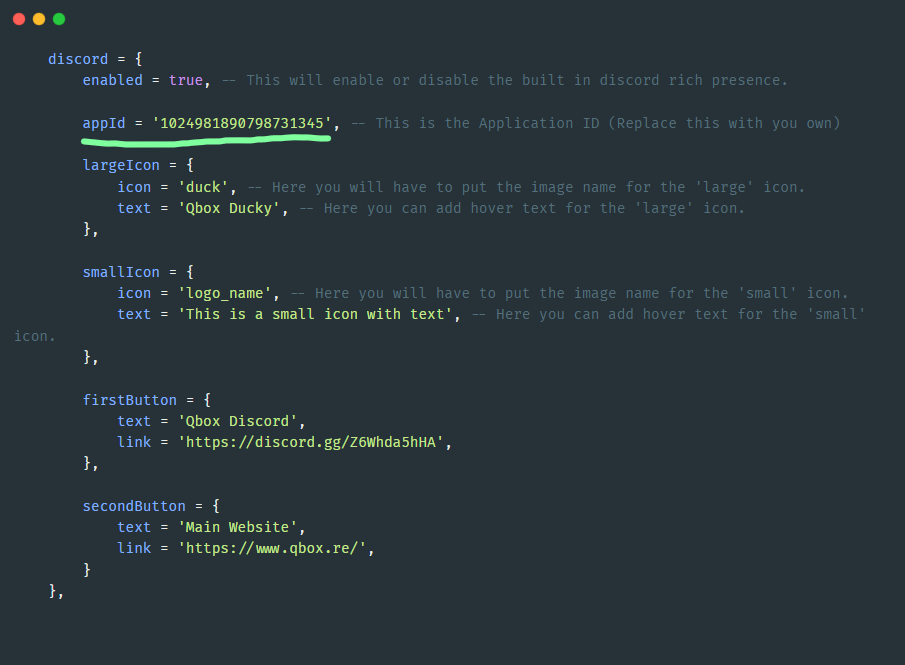 discord = {
enabled = true, -- This will enable or disable the built in discord rich presence.
appId = '1024981890798731345', -- This is the Application ID (Replace this with you own)
largeIcon = {
icon = 'duck', -- Here you will have to put the image name for the 'large' icon.
text = 'Qbox Ducky', -- Here you can add hover text for the 'large' icon.
},
smallIcon = {
icon = 'logo_name', -- Here you will have to put the image name for the 'small' icon.
text = 'This is a small icon with text', -- Here you can add hover text for the 'small'
icon.
},
firstButton = {
text = 'Qbox Discord',
link = 'https://discord.gg/Z6Whda5hHA',
},
secondButton = {
text = 'Main Website',
link = 'https://www.qbox.re/',
}
},